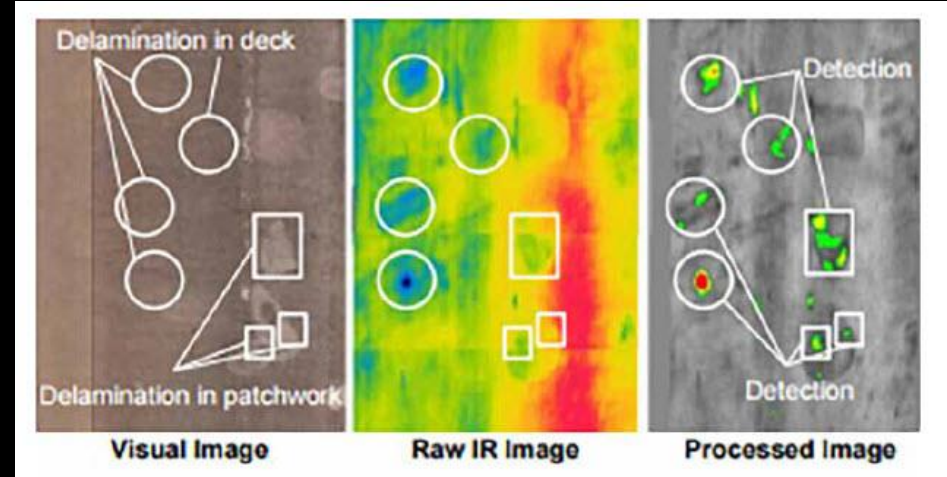 Delamination in deck
Delamination in patchwork
Detection
Detection
Visual Image
Raw IR Image
Processed Image